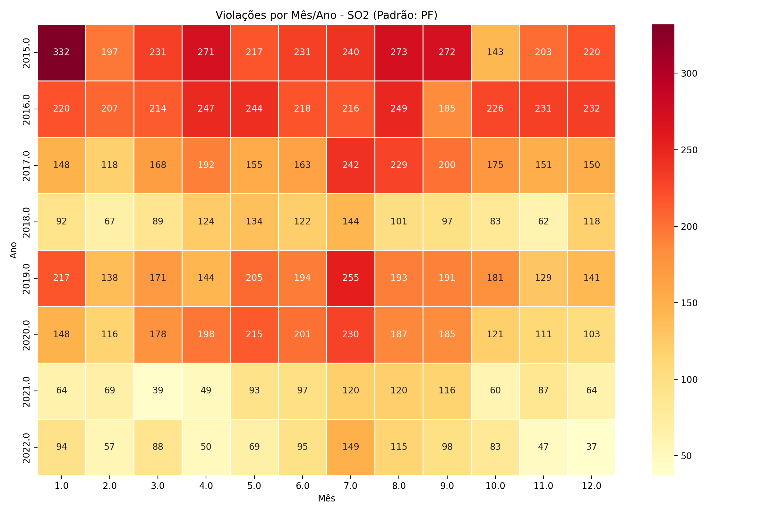 Violações por Mês/Ano - SO2 (Padrão: PF)
Ano
2015.0 332 197 231 271 217 231 240 273 272 143 203 220
2016.0 220 207 214 247 244 218 216 249 185 226 231 232
2017.0 148 118 168 192 155 163 242 229 200 175 151 150
2018.0 92 67 89 124 134 122 144 101 97 83 62 118
2019.0 217 138 171 144 205 194 255 193 191 181 129 141
2020.0 148 116 178 198 215 201 230 187 185 121 111 103
2021.0 64 69 39 49 93 97 120 120 116 60 87 64
2022.0 94 57 88 50 69 95 149 115 98 83 47 37
1.0 2.0 3.0 4.0 5.0 6.0 7.0 8.0 9.0 10.0 11.0 12.0
Mês
300
250
200
150
100
50